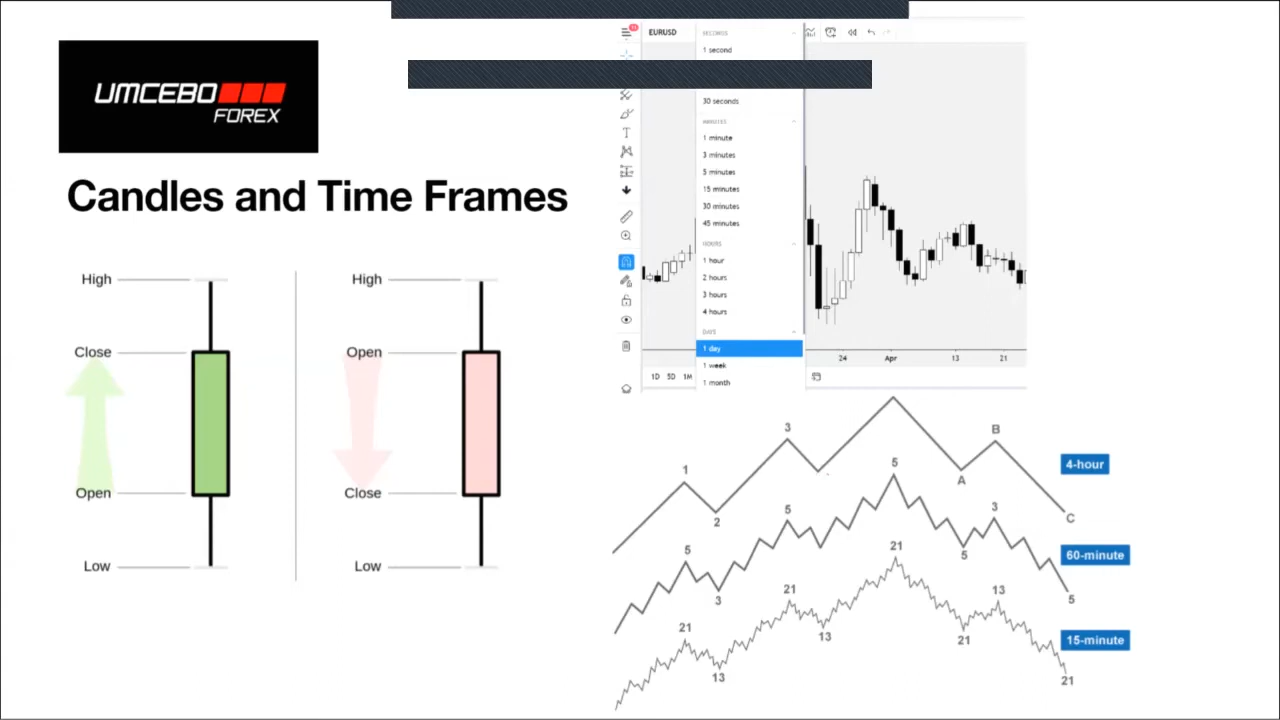 UMCEBO
FOREX
Candles and Time Frames
High
Close
Open
Low
High
Open
Close
Low
EURUSD
SECONDS
1 second
30 seconds
MINUTES
1 minute
3 minutes
5 minutes
15 minutes
30 minutes
45 minutes
HOURS
1 hour
2 hours
3 hours
4 hours
DAYS
1 day
1 week
1 month
24 Apr 13 21
1D 5D 1M
1
2
3
A
B
C
4-hour
5
3
5
5
5
3
5
60-minute
21
13
21
13
21
21
13
21
15-minute